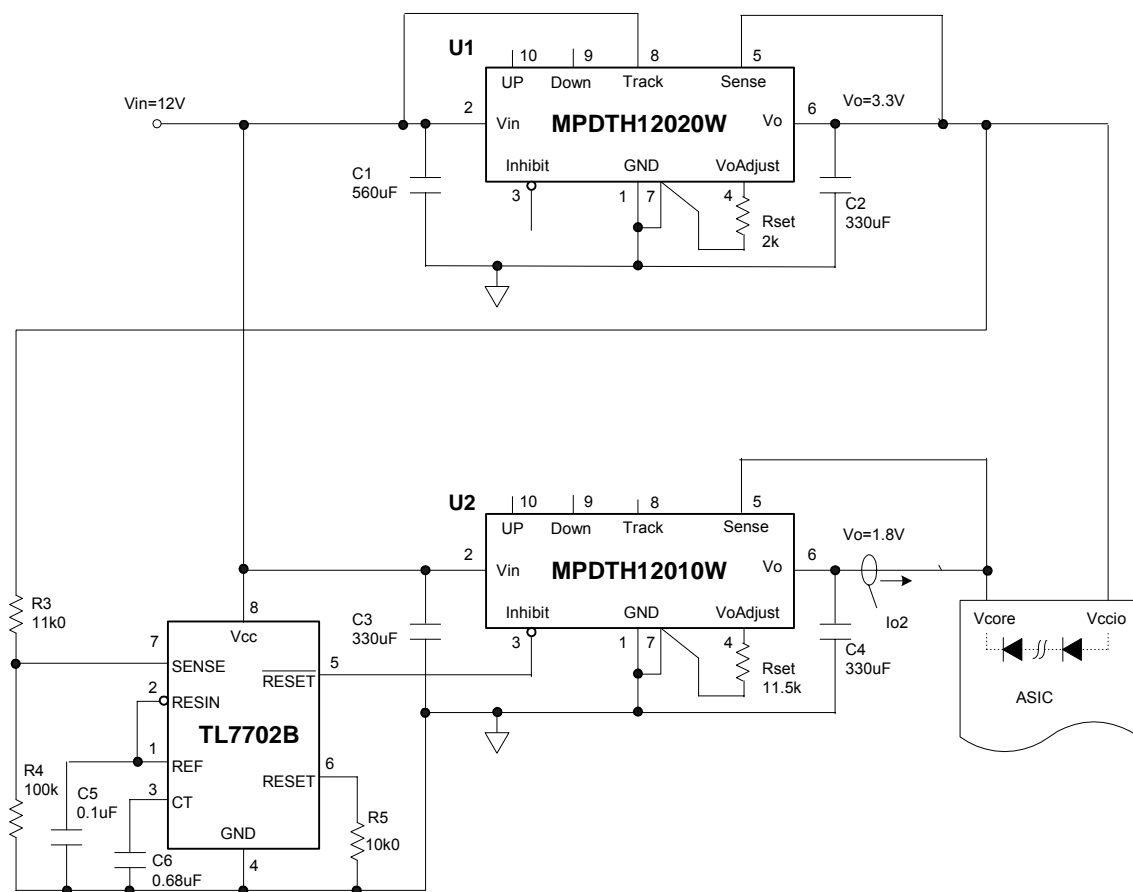 U1
10
9
8
5
UP
Down
Track
Sense
Vin=12V
2
Vin
MPDTH12020W
Vo
6
Vo=3.3V
Inhibit
GND
VoAdjust
C1
560uF
3
1
7
4
Rset
2k
C2
330uF
U2
10
9
8
5
UP
Down
Track
Sense
2
Vin
MPDTH12010W
Vo
6
Vo=1.8V
Inhibit
GND
VoAdjust
Io2
C3
330uF
3
1
7
4
Rset
11.5k
C4
330uF
Vcore
Vccio
ASIC
R3
11k0
8
Vcc
7
SENSE
5
RESET
2
RESIN
TL7702B
1
REF
6
RESET
R4
100k
C5
0.1uF
3
CT
R5
10k0
GND
4
C6
0.68uF